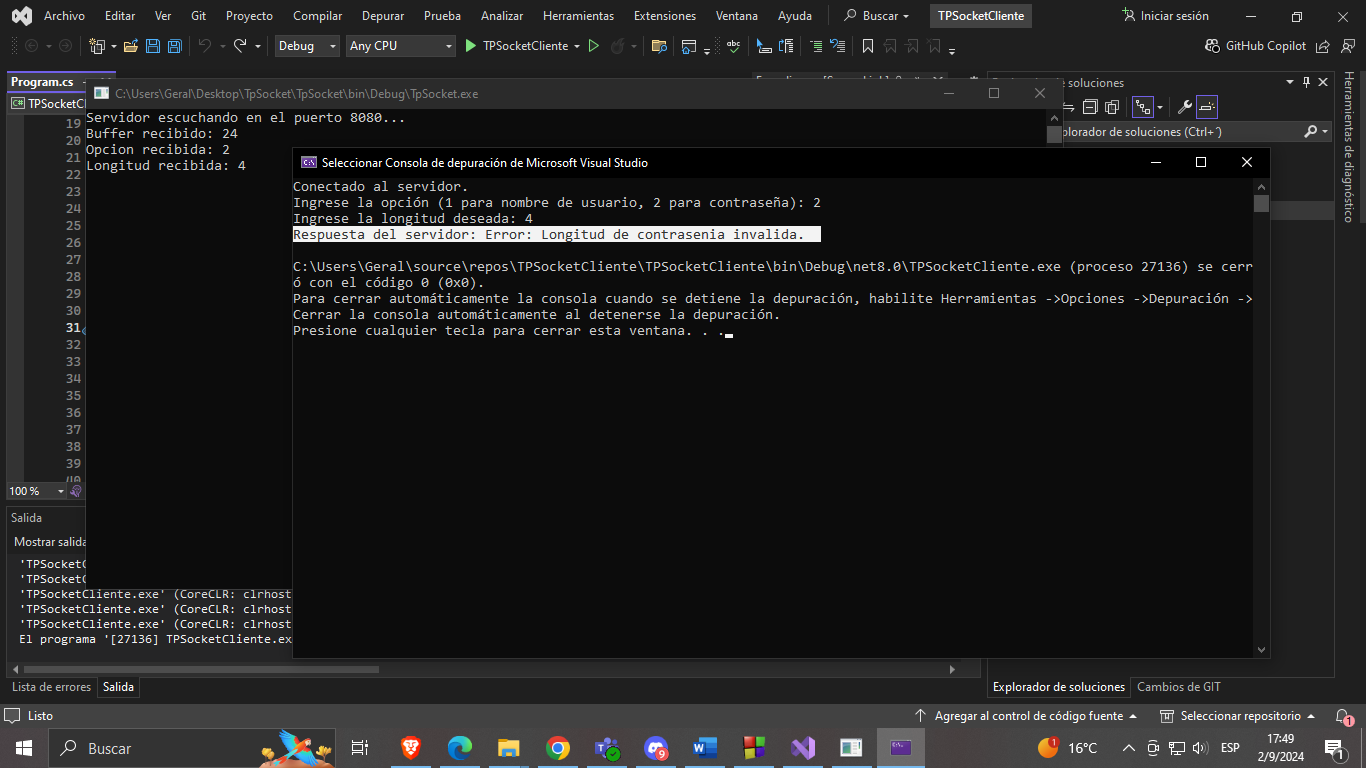 Archivo Editar Ver Git Proyecto Compilar Depurar Prueba Analizar Herramientas Extensiones Ventana Ayuda Buscar TPSocketCliente Iniciar sesión
Debug Any CPU TPSocketCliente GitHub Copilot
Program.cs
C:\Users\Geral\Desktop\TpSocket\TpSocket\bin\Debug\TpSocket.exe
Servidor escuchando en el puerto 8080...
Buffer recibido: 24
Opcion recibida: 2
Longitud recibida: 4
Seleccionar Consola de depuración de Microsoft Visual Studio
Conectado al servidor.
Ingrese la opción (1 para nombre de usuario, 2 para contraseña): 2
Ingrese la longitud deseada: 4
Respuesta del servidor: Error: Longitud de contrasenia invalida.
C:\Users\Geral\source\repos\TPSocketCliente\TPSocketCliente\bin\Debug\net8.0\TPSocketCliente.exe (proceso 27136) se cerr
ó con el código 0 (0x0).
Para cerrar automáticamente la consola cuando se detiene la depuración, habilite Herramientas ->Opciones ->Depuración ->
Cerrar la consola automáticamente al detenerse la depuración.
Presione cualquier tecla para cerrar esta ventana. . .
de soluciones
plorador de soluciones (Ctrl+´)
Herramientas de diagnóstico
TPSocketCl
19
20
21
22
23
24
25
26
27
28
29
30
31
32
33
34
35
36
37
38
39
40
100 %
Salida
Mostrar salida
'TPSocketC
'TPSocketC
'TPSocketCliente.exe' (CoreCLR: clrhost
'TPSocketCliente.exe' (CoreCLR: clrhost
'TPSocketCliente.exe' (CoreCLR: clrhost
El programa '[27136] TPSocketCliente.ex
Lista de errores Salida
Explorador de soluciones Cambios de GIT
Listo Agregar al control de código fuente Seleccionar repositorio 1
Buscar 9 1 16°C ESP 17:49
2/9/2024 1